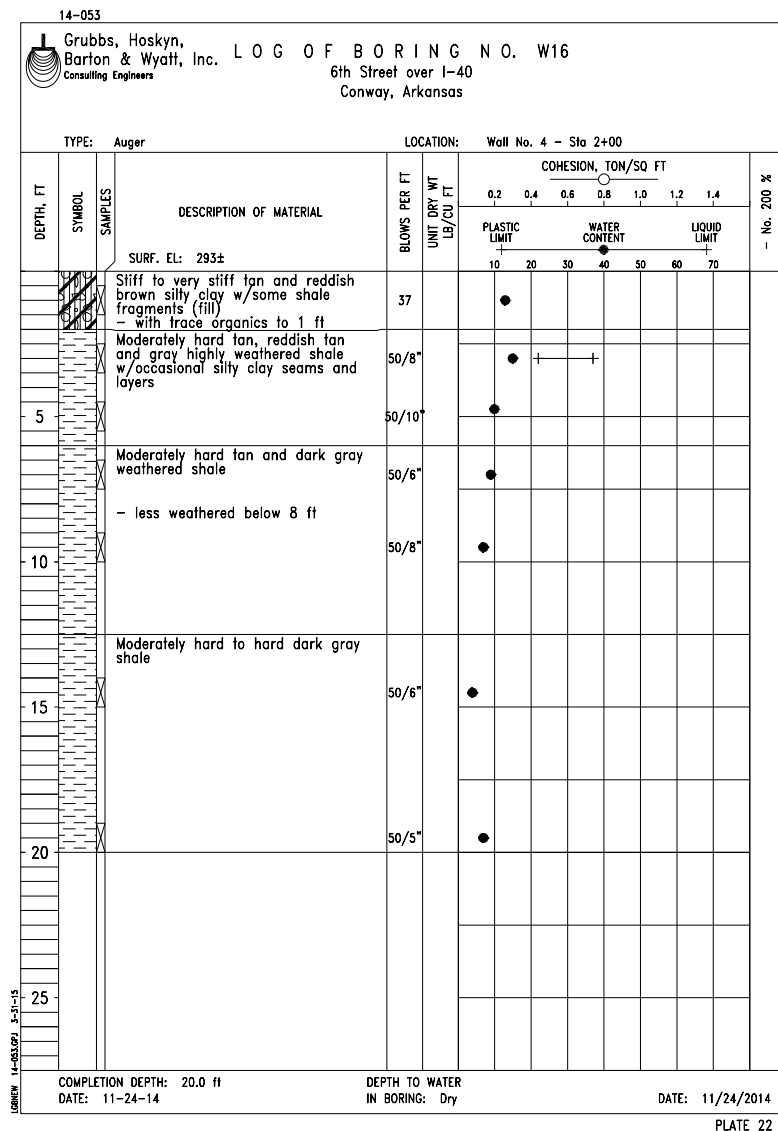 14-053
Grubbs, Hoskyn,
Barton & Wyatt, Inc.
Consulting Engineers
LOG OF BORING NO. W16
6th Street over I-40
Conway, Arkansas
TYPE: Auger
LOCATION: Wall No. 4 - Sta 2+00
DEPTH, FT
SYMBOL
SAMPLES
DESCRIPTION OF MATERIAL
SURF. EL: 293±
BLOWS PER FT
UNIT DRY WT
LB/CU FT
COHESION, TON/SQ FT
0.2 0.4 0.6 0.8 1.0 1.2 1.4
PLASTIC LIMIT
WATER CONTENT
LIQUID LIMIT
10 20 30 40 50 60 70
- No. 200 %
Stiff to very stiff tan and reddish
brown silty clay w/some shale
fragments (fill)
- with trace organics to 1 ft
37
Moderately hard tan, reddish tan
and gray highly weathered shale
w/occasional silty clay seams and
layers
50/8"
5
50/10"
Moderately hard tan and dark gray
weathered shale
50/6"
- less weathered below 8 ft
50/8"
10
Moderately hard to hard dark gray
shale
50/6"
15
50/5"
20
25
LGBNEW 14-053.GPJ 3-31-15
COMPLETION DEPTH: 20.0 ft
DATE: 11-24-14
DEPTH TO WATER
IN BORING: Dry
DATE: 11/24/2014
PLATE 22